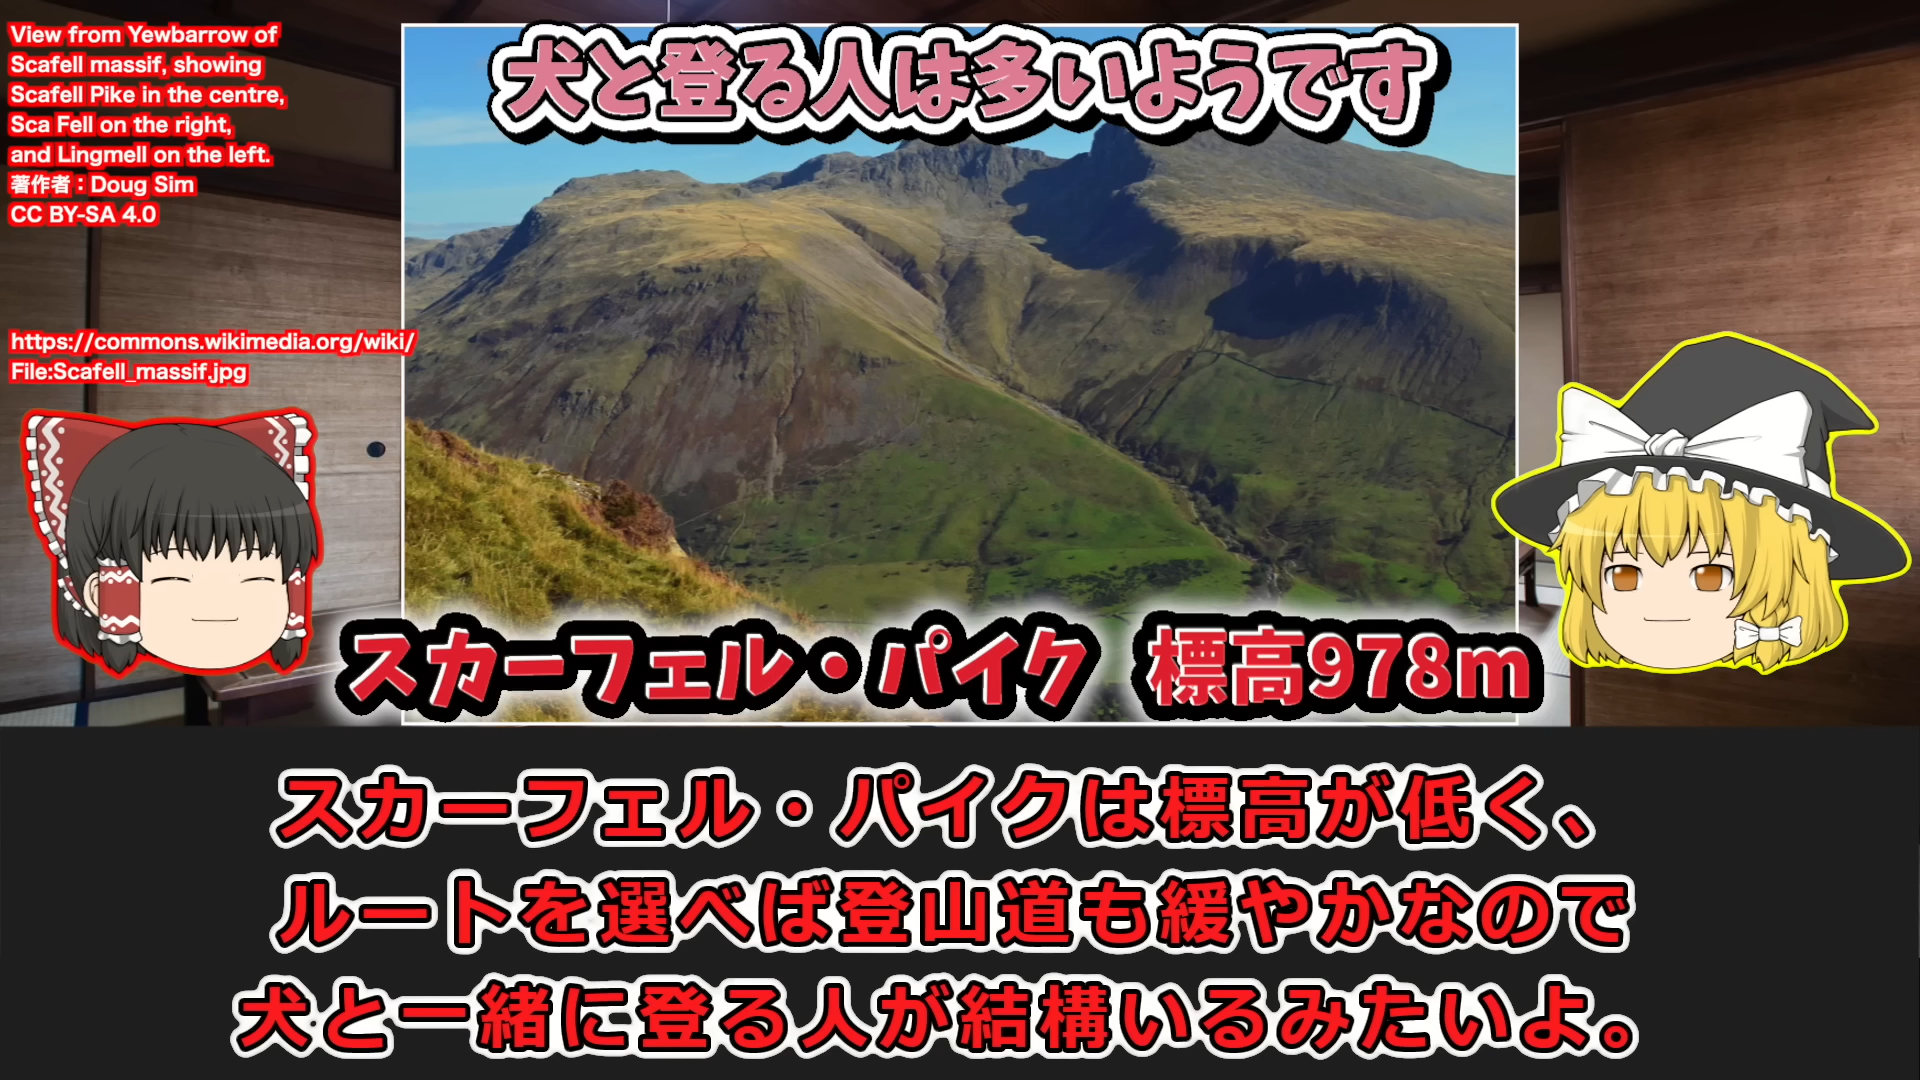 View from Yewbarrow of
Scafell massif, showing
Scafell Pike in the centre,
Sca Fell on the right,
and Lingmell on the left.
著作者：Doug Sim
CC BY-SA 4.0
https://commons.wikimedia.org/wiki/
File:Scafell_massif.jpg
犬と登る人は多いようです
スカーフェル・パイク 標高978m
スカーフェル・パイクは標高が低く、
ルートを選べば登山道も緩やかなので
犬と一緒に登る人が結構いるみたいよ。